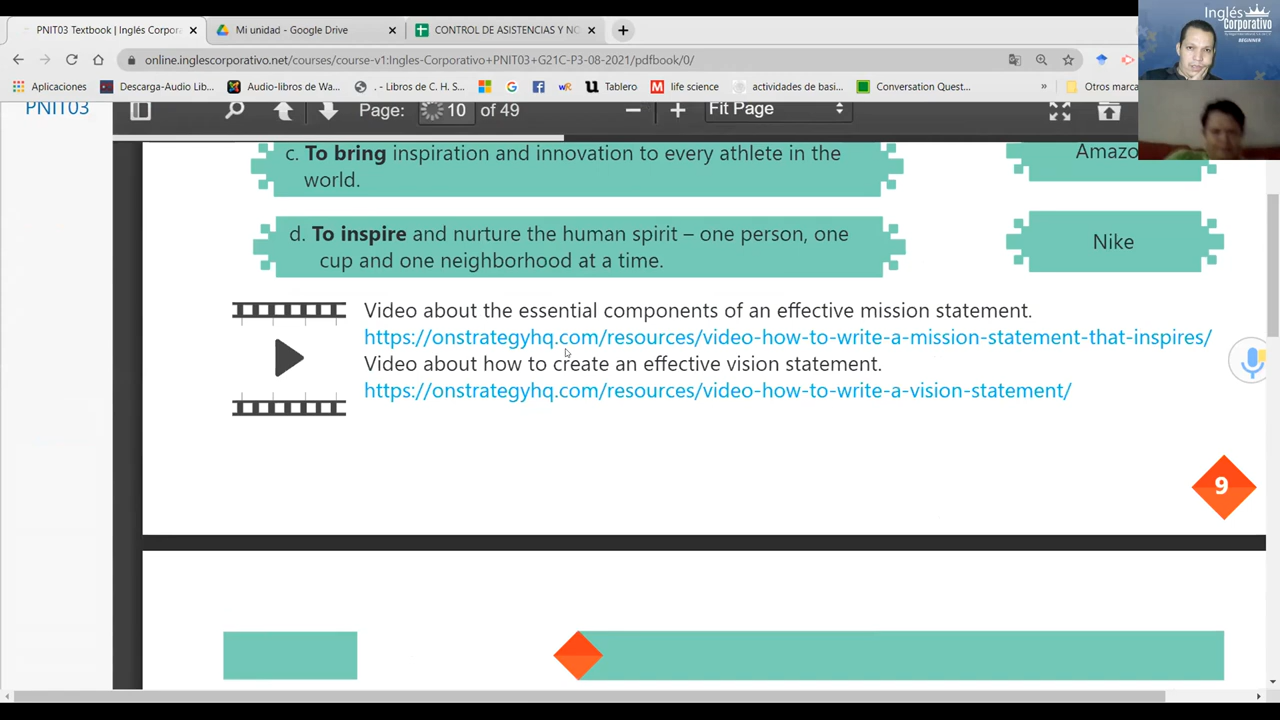 PNIT03 Textbook | Inglés Corpora
Mi unidad - Google Drive
CONTROL DE ASISTENCIAS Y NO
online.inglescorporativo.net/courses/course-v1:Ingles-Corporativo+PNIT03+G21C-P3-08-2021/pdfbook/0/
Aplicaciones
Descarga-Audio Lib...
Audio-libros de Wa...
. - Libros de C. H. S...
wR
Tablero
life science
actividades de basi...
Conversation Quest...
Otros marca
Inglés
Corporativo
BEGINNER
PNIT03
Page: 10 of 49
Fit Page
c. To bring inspiration and innovation to every athlete in the
world.
Amazo
d. To inspire and nurture the human spirit – one person, one
cup and one neighborhood at a time.
Nike
Video about the essential components of an effective mission statement.
https://onstrategyhq.com/resources/video-how-to-write-a-mission-statement-that-inspires/
Video about how to create an effective vision statement.
https://onstrategyhq.com/resources/video-how-to-write-a-vision-statement/
9